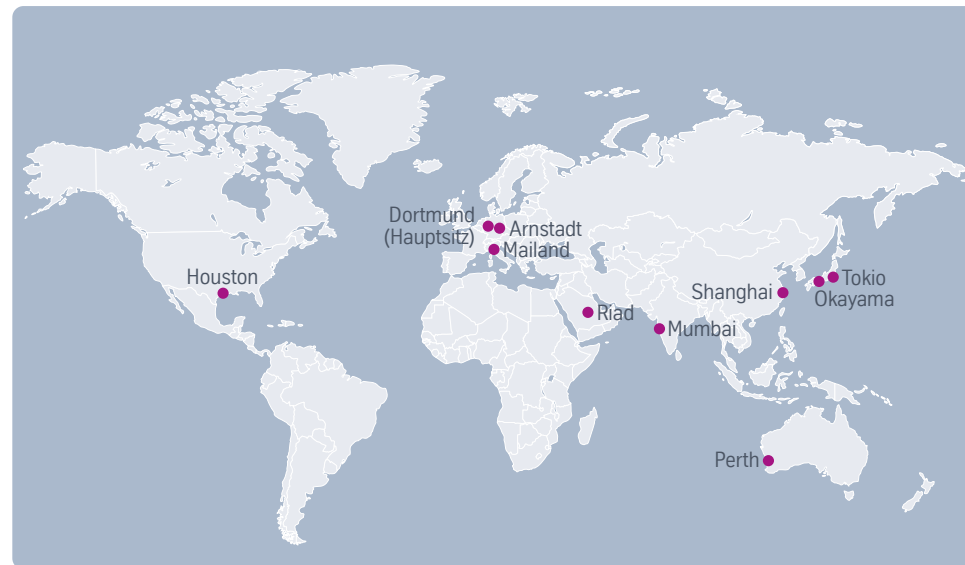 Dortmund
(Hauptsitz)
Arnstadt
Mailand
Houston
Riad
Mumbai
Shanghai
Tokio
Okayama
Perth